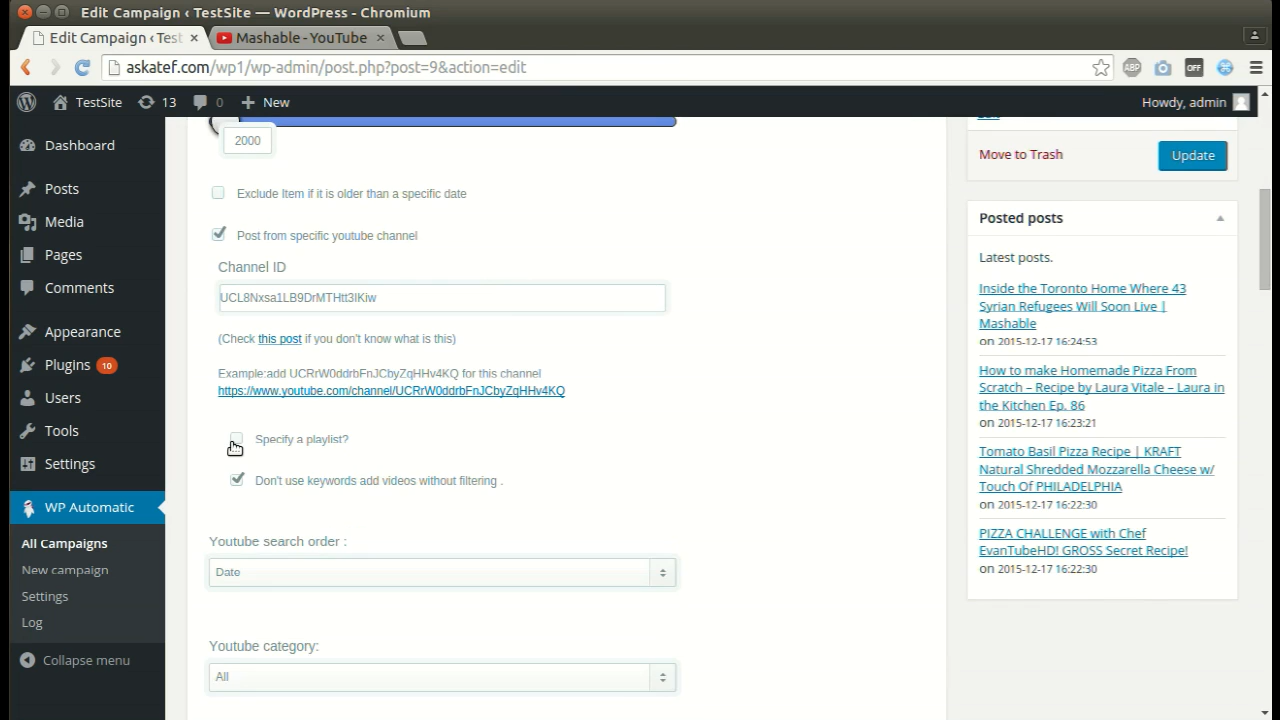 Edit Campaign ‹ TestSite — WordPress - Chromium
Edit Campaign ‹ Test
Mashable - YouTube
askatef.com/wp1/wp-admin/post.php?post=9&action=edit
ABP
OFF
TestSite
13
0
New
Howdy, admin
Dashboard
Posts
Media
Pages
Comments
Appearance
Plugins 10
Users
Tools
Settings
WP Automatic
All Campaigns
New campaign
Settings
Log
Collapse menu
2000
Exclude Item if it is older than a specific date
Post from specific youtube channel
Channel ID
UCL8Nxsa1LB9DrMTHtt3IKiw
(Check this post if you don't know what is this)
Example:add UCRrW0ddrbFnJCbyZqHHv4KQ for this channel
https://www.youtube.com/channel/UCRrW0ddrbFnJCbyZqHHv4KQ
Specify a playlist?
Don't use keywords add videos without filtering .
Youtube search order :
Date
Youtube category:
All
Move to Trash
Update
Posted posts
Latest posts.
Inside the Toronto Home Where 43
Syrian Refugees Will Soon Live |
Mashable
on 2015-12-17 16:24:53
How to make Homemade Pizza From
Scratch – Recipe by Laura Vitale – Laura in
the Kitchen Ep. 86
on 2015-12-17 16:23:21
Tomato Basil Pizza Recipe | KRAFT
Natural Shredded Mozzarella Cheese w/
Touch Of PHILADELPHIA
on 2015-12-17 16:22:30
PIZZA CHALLENGE with Chef
EvanTubeHD! GROSS Secret Recipe!
on 2015-12-17 16:22:30